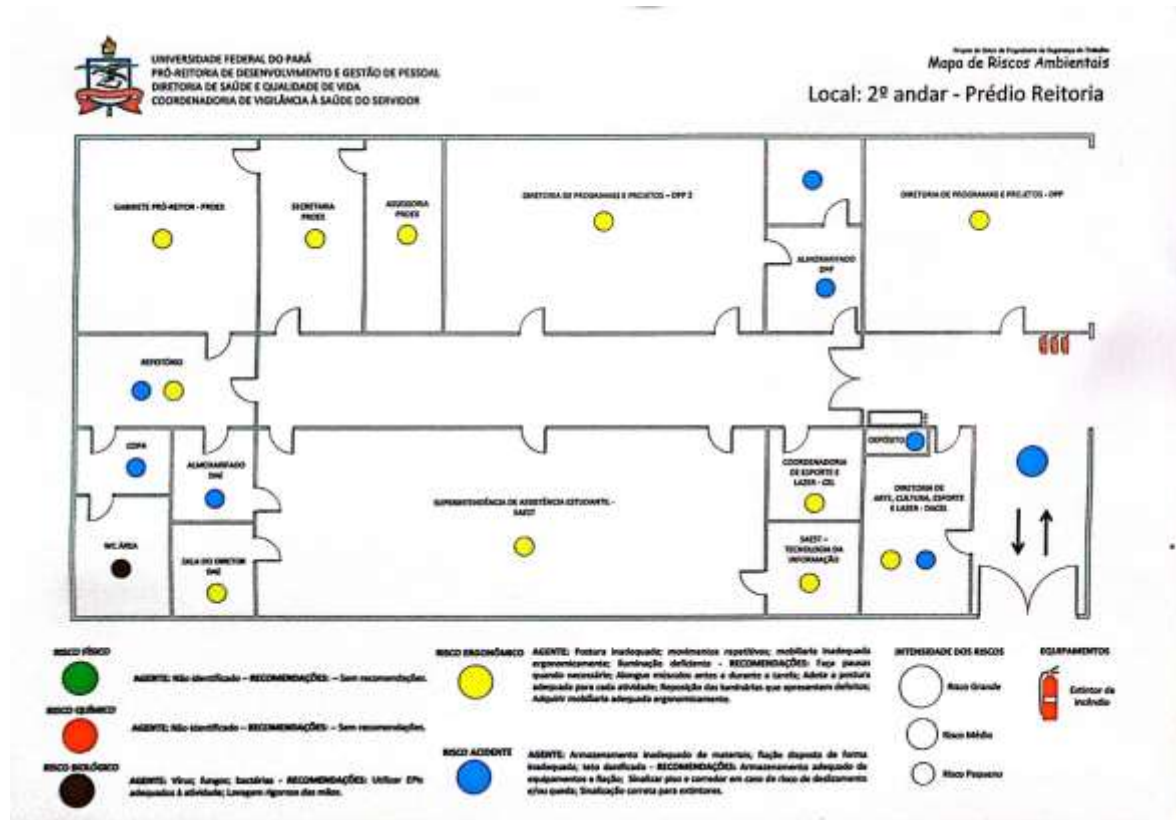 UNIVERSIDADE FEDERAL DO PARÁ
PRÓ-REITORIA DE DESENVOLVIMENTO E GESTÃO DE PESSOAL
DIRETORIA DE SAÚDE E QUALIDADE DE VIDA
COORDENADORIA DE VIGILÂNCIA À SAÚDE DO SERVIDOR
Mapa de Riscos Ambientais
Local: 2º andar - Prédio Reitoria
GABINETE PRÓ-REITOR - PROEX
SECRETARIA
PROEX
ASSESSORIA
PROEX
DIRETORIA DE PROGRAMAS E PROJETOS – DPP 2
DIRETORIA DE PROGRAMAS E PROJETOS - DPP
ALMOXARIFADO
DPP
REFEITÓRIO
COPA
ALMOXARIFADO
DAE
WC ÁREA
SALA DO DIRETOR
DAE
SUPERINTENDÊNCIA DE ASSISTÊNCIA ESTUDANTIL -
SAEST
COORDENADORIA
DE ESPORTE E
LAZER - CEL
SAEST –
TECNOLOGIA DA
INFORMAÇÃO
DEPÓSITO
DIRETORIA DE
ARTE, CULTURA, ESPORTE
E LAZER - DACEL
RISCO FÍSICO
AGENTE: Não identificado – RECOMENDAÇÕES: – Sem recomendações.
RISCO QUÍMICO
AGENTE: Não identificado – RECOMENDAÇÕES: – Sem recomendações.
RISCO BIOLÓGICO
AGENTE: Vírus; fungos; bactérias - RECOMENDAÇÕES: Utilizar EPIs
adequados à atividade; Lavagem rigorosa das mãos.
RISCO ERGONÔMICO
AGENTE: Postura inadequada; movimentos repetitivos; mobiliario inadequada
ergonomicamente; iluminação deficiente - RECOMENDAÇÕES: Faça pausas
quando necessário; Alongue músculos antes e durante a tarefa; Adote a postura
adequada para cada atividade; Reposição das luminárias que apresentam defeitos;
Adquirir mobiliario adequada ergonomicamente.
RISCO ACIDENTE
AGENTE: Armazenamento inadequado de materiais; fiação disposta de forma
inadequada; teto danificado - RECOMENDAÇÕES: Armazenamento adequado de
equipamentos e fiação; Sinalizar piso e corredor em caso de risco de deslizamento
e/ou queda; Sinalização correta para extintores.
INTENSIDADE DOS RISCOS
Risco Grande
Risco Médio
Risco Pequeno
EQUIPAMENTOS
Extintor de
incêndio